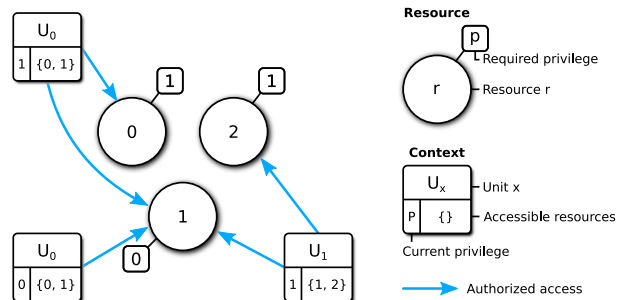 U0
1 {0, 1}
1
1
0
2
1
0
U0
0 {0, 1}
U1
1 {1, 2}
Resource
p
Required privilege
r
Resource r
Context
Ux
Unit x
P {}
Accessible resources
Current privilege
Authorized access